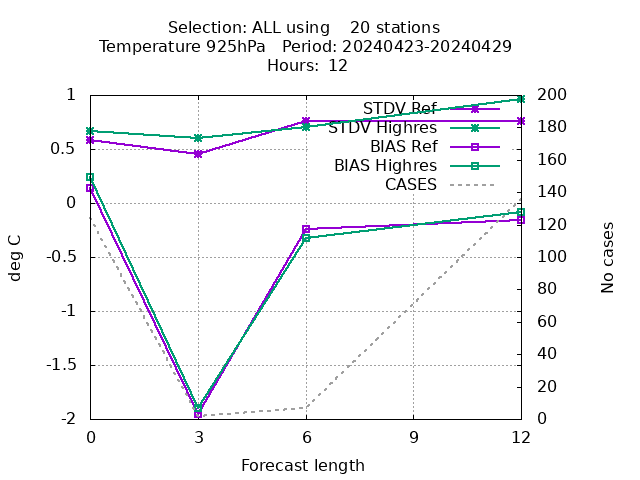 Selection: ALL using    20 stations
Temperature 925hPa   Period: 20240423-20240429
Hours: 12
1
0.5
0
-0.5
-1
-1.5
-2
200
180
160
140
120
100
80
60
40
20
0
STDV Ref
STDV Highres
BIAS Ref
BIAS Highres
CASES
deg C
No cases
0 3 6 9 12
Forecast length